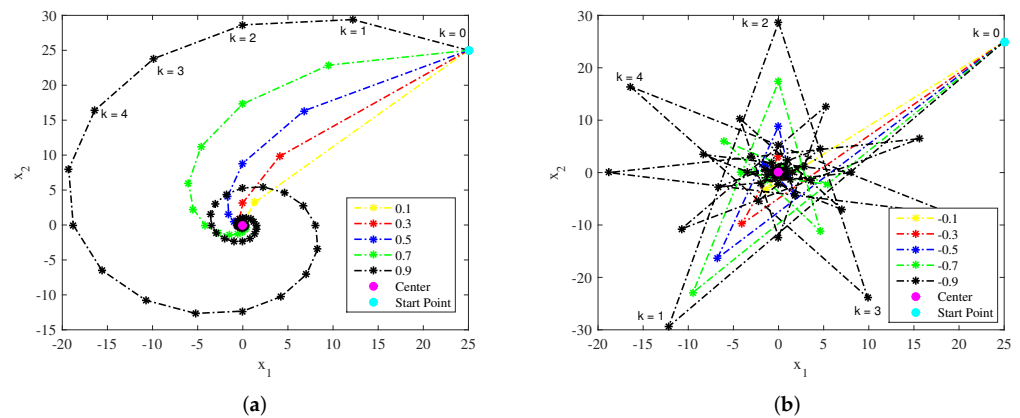 30
25
20
15
10
5
0
-5
-10
-15
-20
-15
-10
-5
0
5
10
15
20
25
x2
x1
k = 0
k = 1
k = 2
k = 3
k = 4
0.1
0.3
0.5
0.7
0.9
Center
Start Point
(a)
30
20
10
0
-10
-20
-30
-20
-15
-10
-5
0
5
10
15
20
25
x2
x1
k = 2
k = 0
k = 4
k = 1
k = 3
-0.1
-0.3
-0.5
-0.7
-0.9
Center
Start Point
(b)